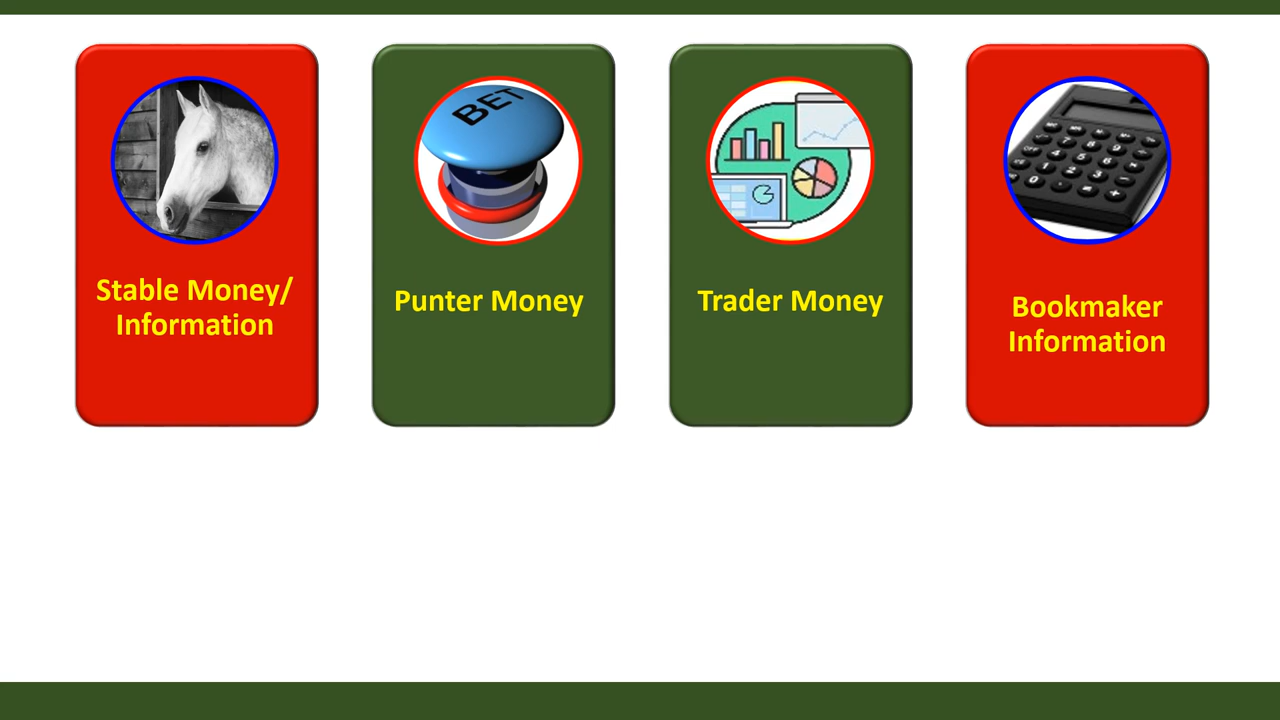 BET
Stable Money/
Information
Punter Money
Trader Money
Bookmaker
Information